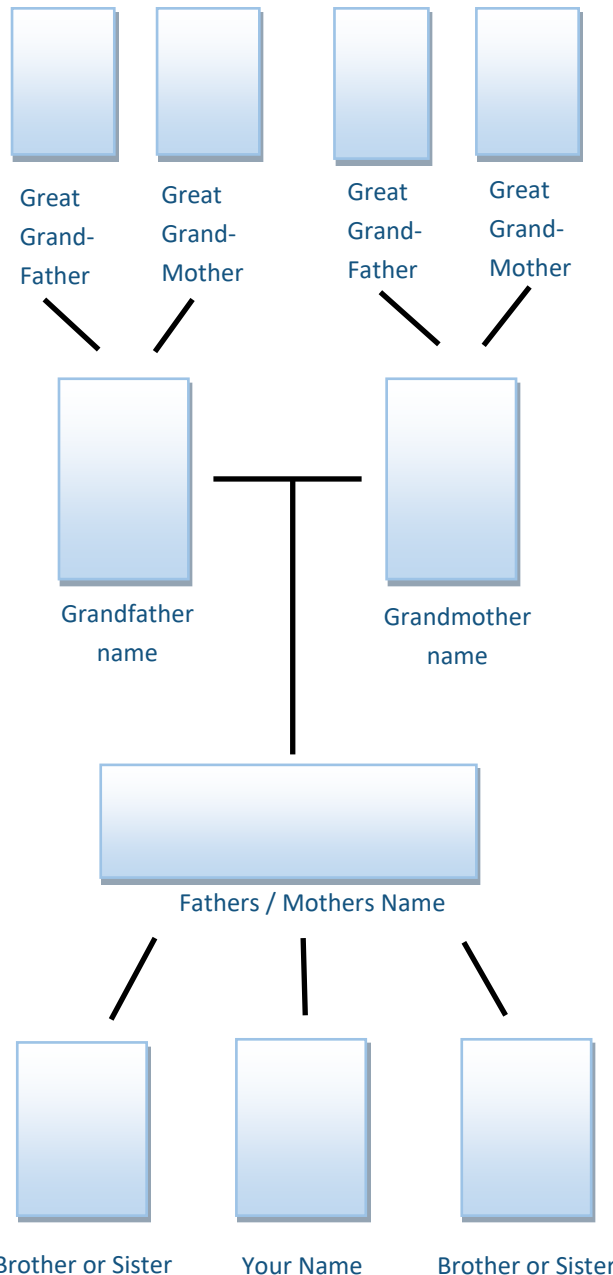 Great
Grand-
Father
Great
Grand-
Mother
Great
Grand-
Father
Great
Grand-
Mother
Grandfather
name
Grandmother
name
Fathers / Mothers Name
Brother or Sister
Your Name
Brother or Sister